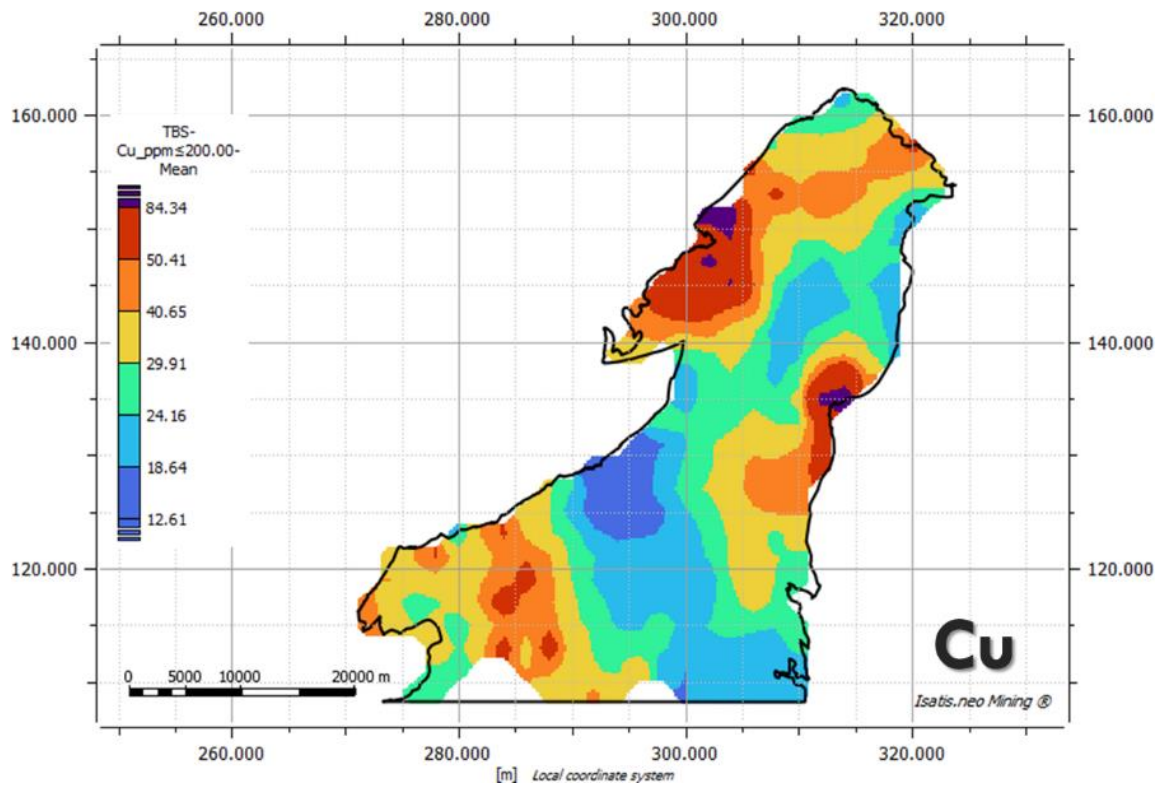 260.000 280.000 300.000 320.000
160.000 160.000
TBS-
Cu_ppm≤200.00-
Mean
84.34
50.41
40.65
29.91
24.16
18.64
12.61
140.000 140.000
120.000 120.000
0 5000 10000 20000 m
Cu
Isatis.neo Mining ®
260.000 280.000 300.000 320.000
[m] Local coordinate system